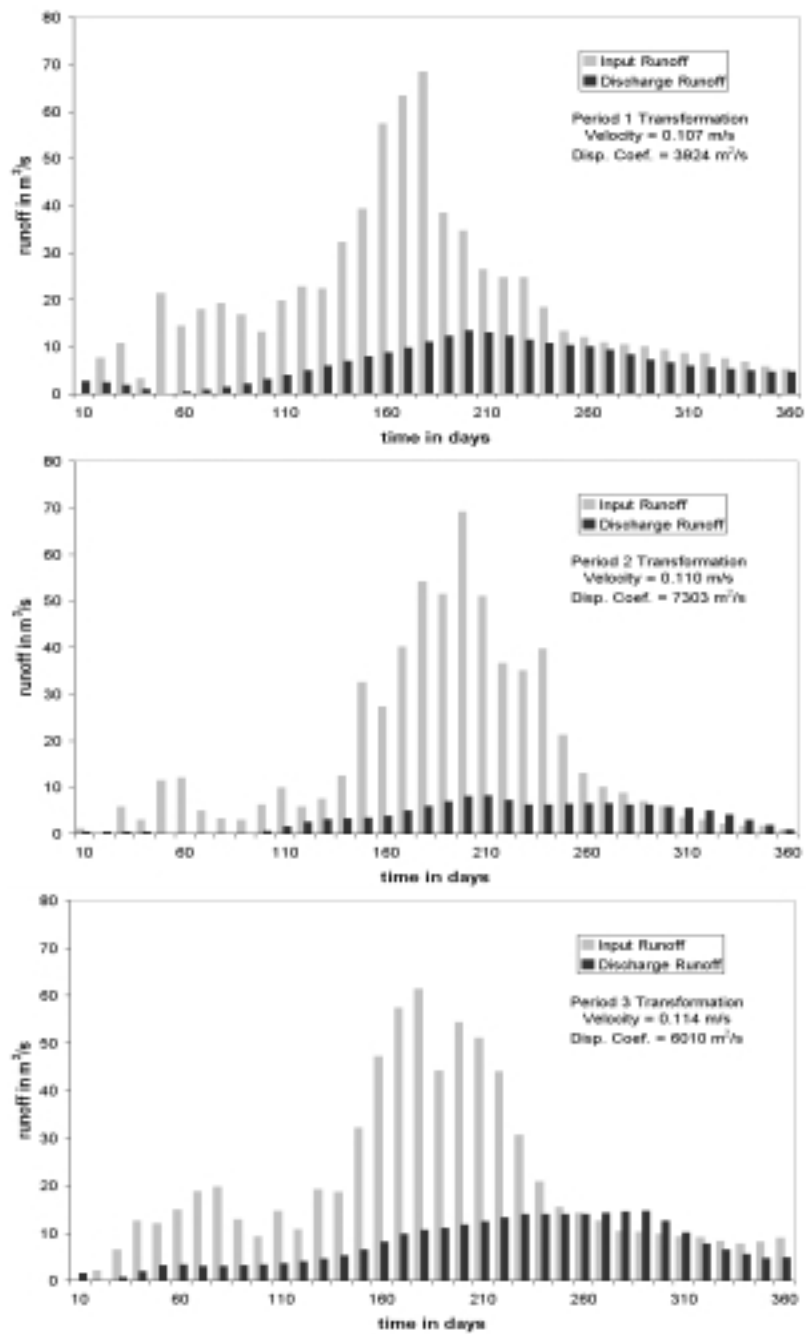 80
70
60
50
40
30
20
10
0
runoff in m³/s
Input Runoff
Discharge Runoff
Period 1 Transformation
Velocity = 0.107 m/s
Disp. Coef. = 3824 m²/s
10 60 110 160 210 260 310 360
time in days
80
70
60
50
40
30
20
10
0
runoff in m³/s
Input Runoff
Discharge Runoff
Period 2 Transformation
Velocity = 0.110 m/s
Disp. Coef. = 7303 m²/s
10 60 110 160 210 260 310 360
time in days
80
70
60
50
40
30
20
10
0
runoff in m³/s
Input Runoff
Discharge Runoff
Period 3 Transformation
Velocity = 0.114 m/s
Disp. Coef. = 6010 m²/s
10 60 110 160 210 260 310 360
time in days